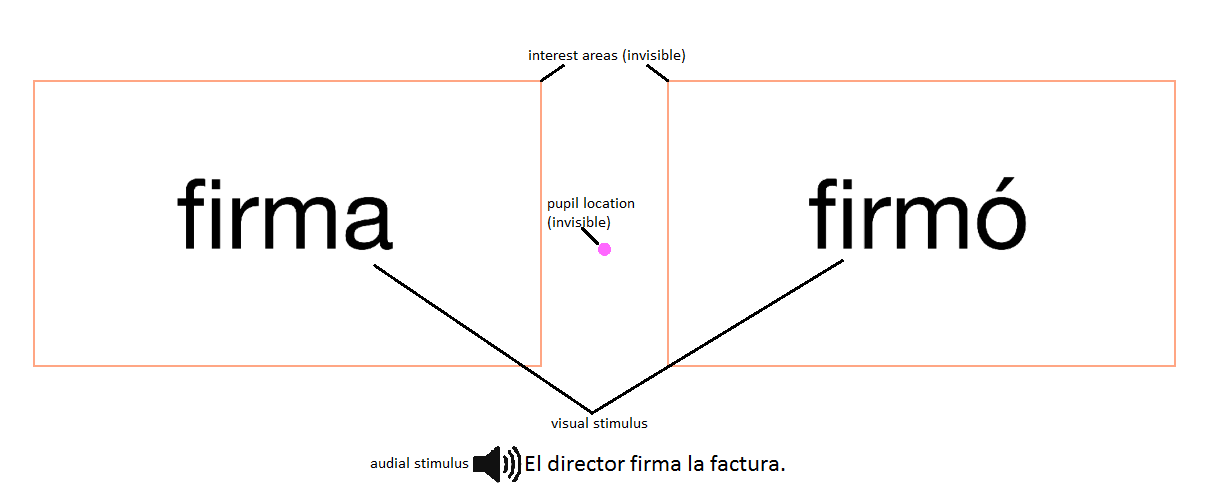 interest areas (invisible)
firma
firmó
pupil location
(invisible)
visual stimulus
audial stimulus El director firma la factura.